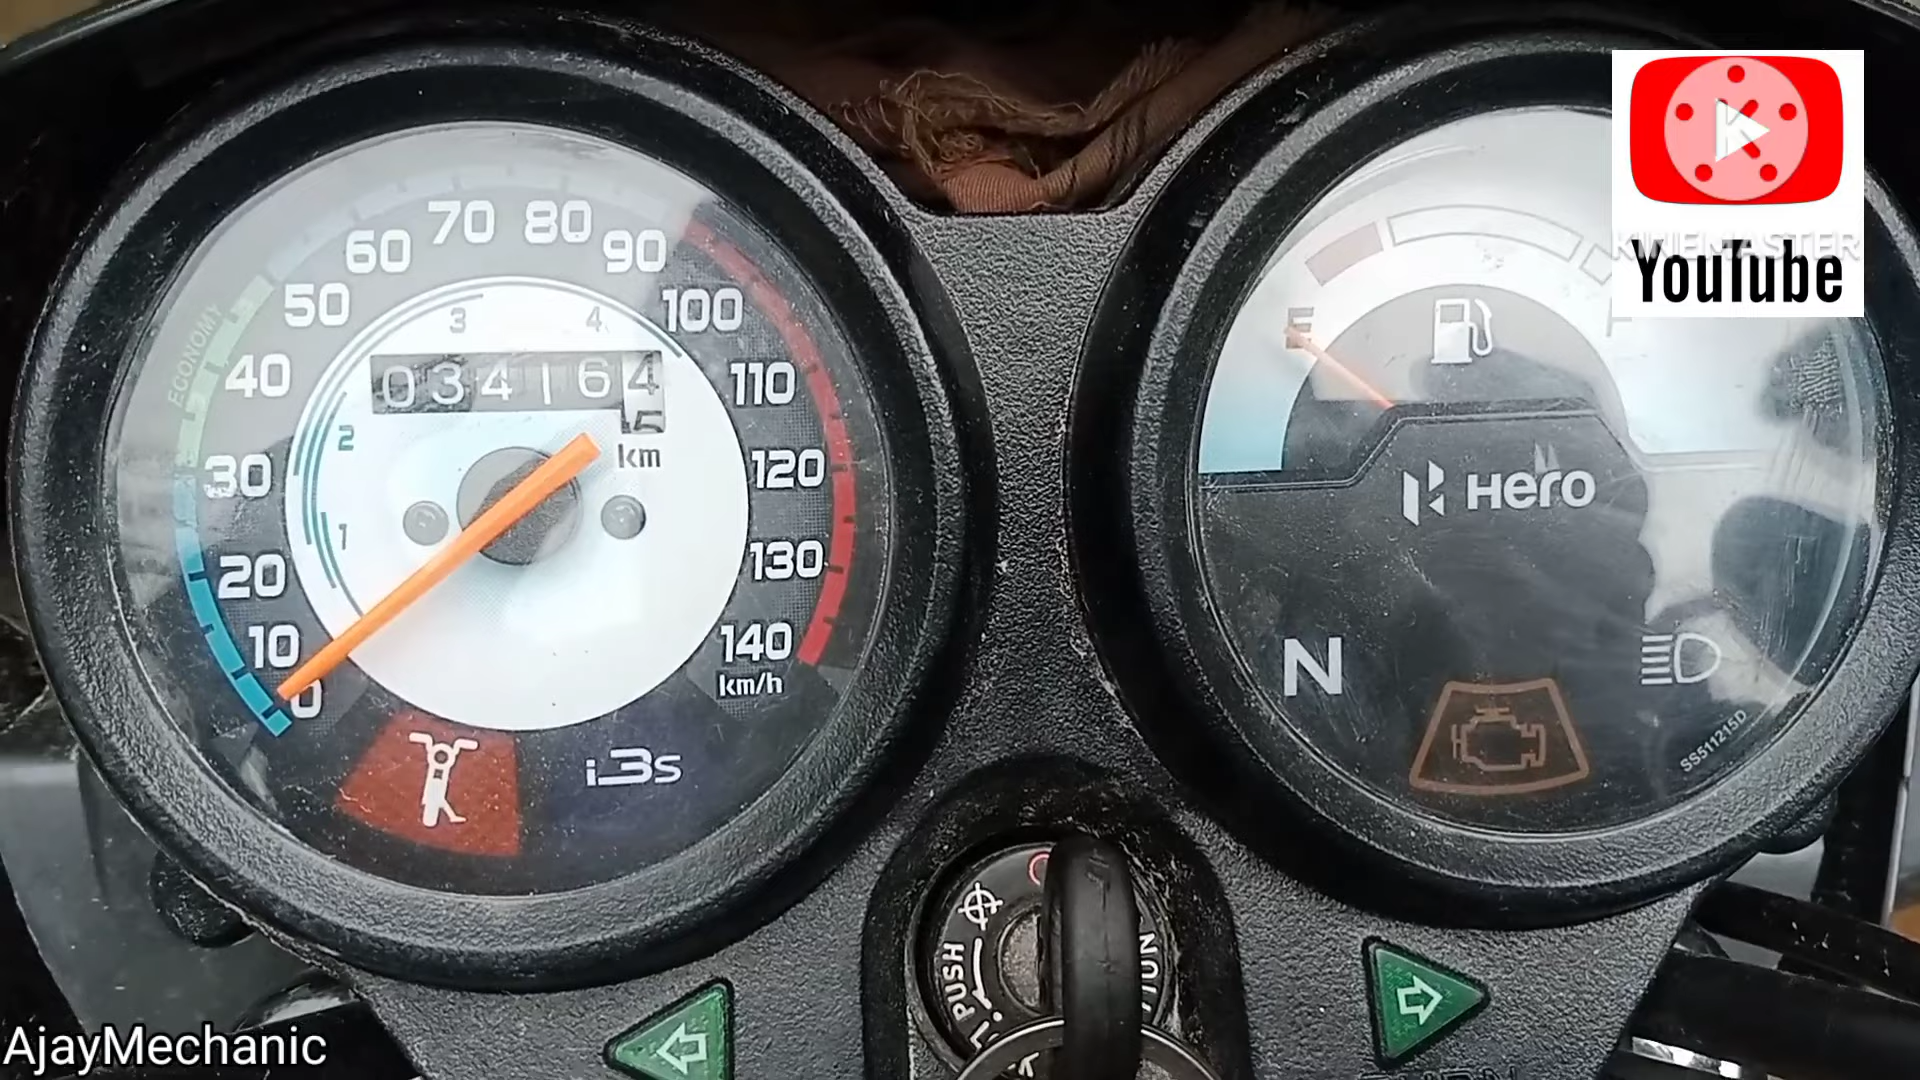 70 80
60 90
50 100
40 110
30 120
20 130
10 140
0 km/h
ECONOMY
3 4
2
1
034164
5
km
i3s
E
F
Hero
N
SS511215D
PUSH
KINEMASTER
YouTube
AjayMechanic